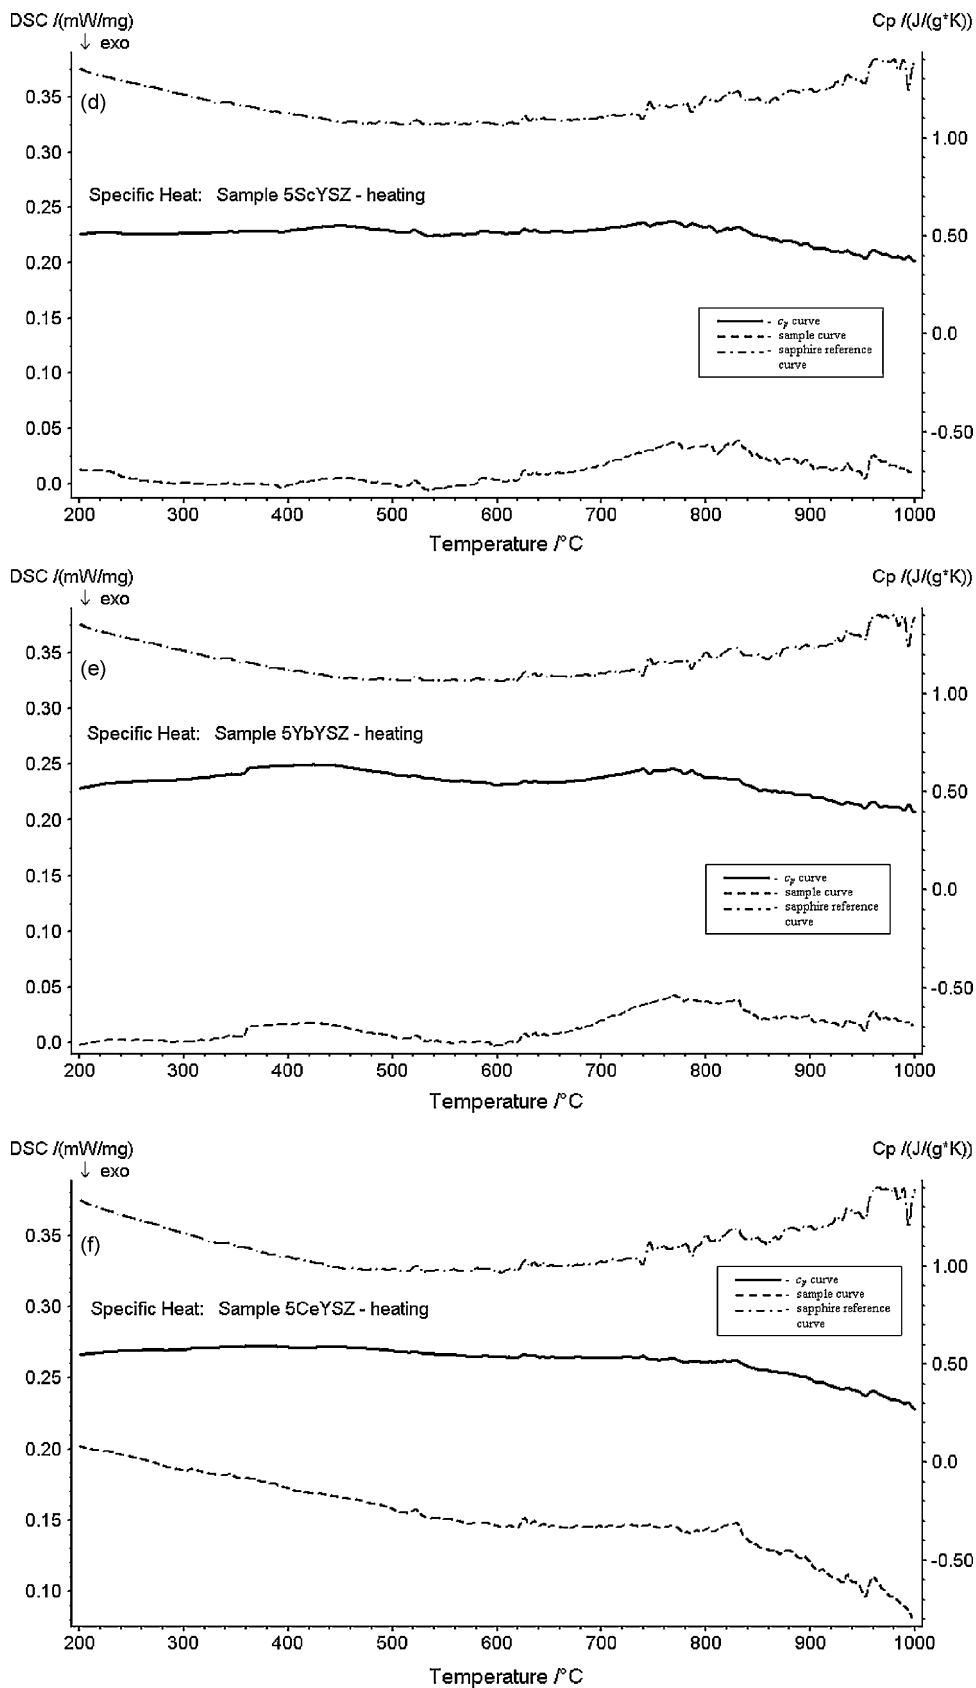 DSC /(mW/mg) Cp /(J/(g*K))
↓ exo
(d)
0.35
1.00
0.30
Specific Heat: Sample 5ScYSZ - heating
0.25
0.50
0.20
- cp curve
0.0
0.15
- sample curve
- sapphire reference
curve
0.10
-0.50
0.05
0.0
200 300 400 500 600 700 800 900 1000
Temperature /°C
DSC /(mW/mg) Cp /(J/(g*K))
↓ exo
(e)
0.35
1.00
0.30
Specific Heat: Sample 5YbYSZ - heating
0.25
0.50
0.20
- cp curve
0.0
0.15
- sample curve
- sapphire reference
curve
0.10
-0.50
0.05
0.0
200 300 400 500 600 700 800 900 1000
Temperature /°C
DSC /(mW/mg) Cp /(J/(g*K))
↓ exo
0.35
(f)
1.00
- cp curve
- sample curve
0.30
Specific Heat: Sample 5CeYSZ - heating
- sapphire reference
curve
0.50
0.25
0.20
0.0
0.15
-0.50
0.10
200 300 400 500 600 700 800 900 1000
Temperature /°C